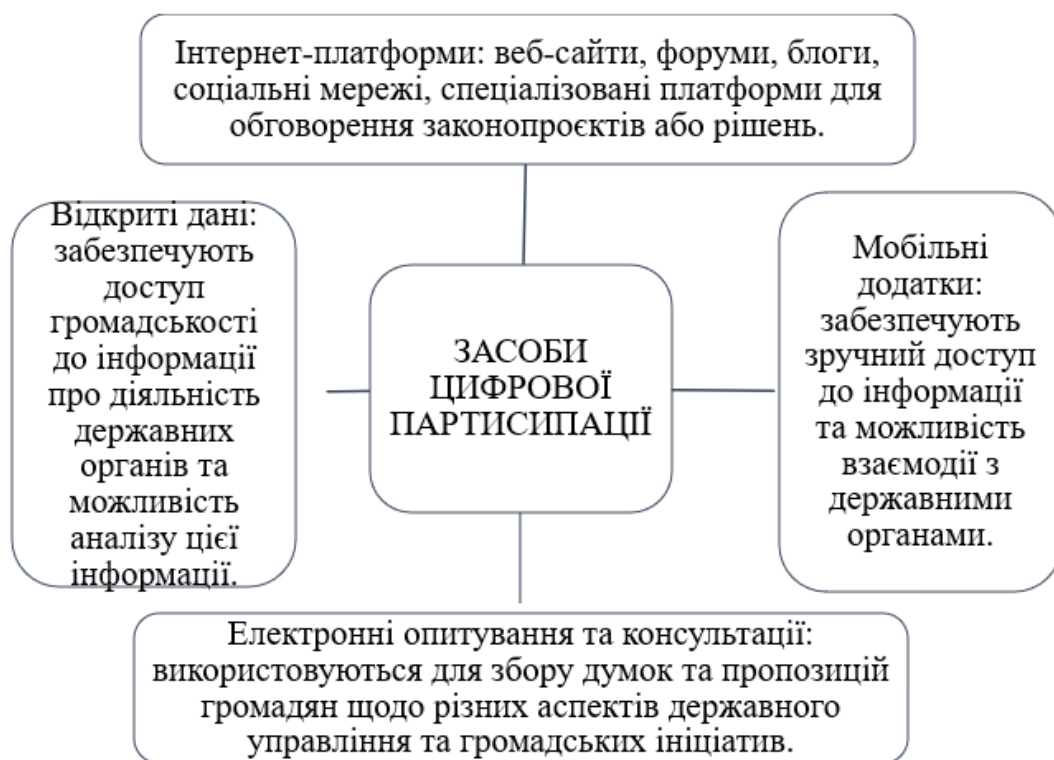 Інтернет-платформи: веб-сайти, форуми, блоги,
соціальні мережі, спеціалізовані платформи для
обговорення законопроєктів або рішень.
Відкриті дані:
забезпечують
доступ
громадськості
до інформації
про діяльність
державних
органів та
можливість
аналізу цієї
інформації.
ЗАСОБИ
ЦИФРОВОЇ
ПАРТИСИПАЦІЇ
Мобільні
додатки:
забезпечують
зручний доступ
до інформації
та можливість
взаємодії з
державними
органами.
Електронні опитування та консультації:
використовуються для збору думок та пропозицій
громадян щодо різних аспектів державного
управління та громадських ініціатив.